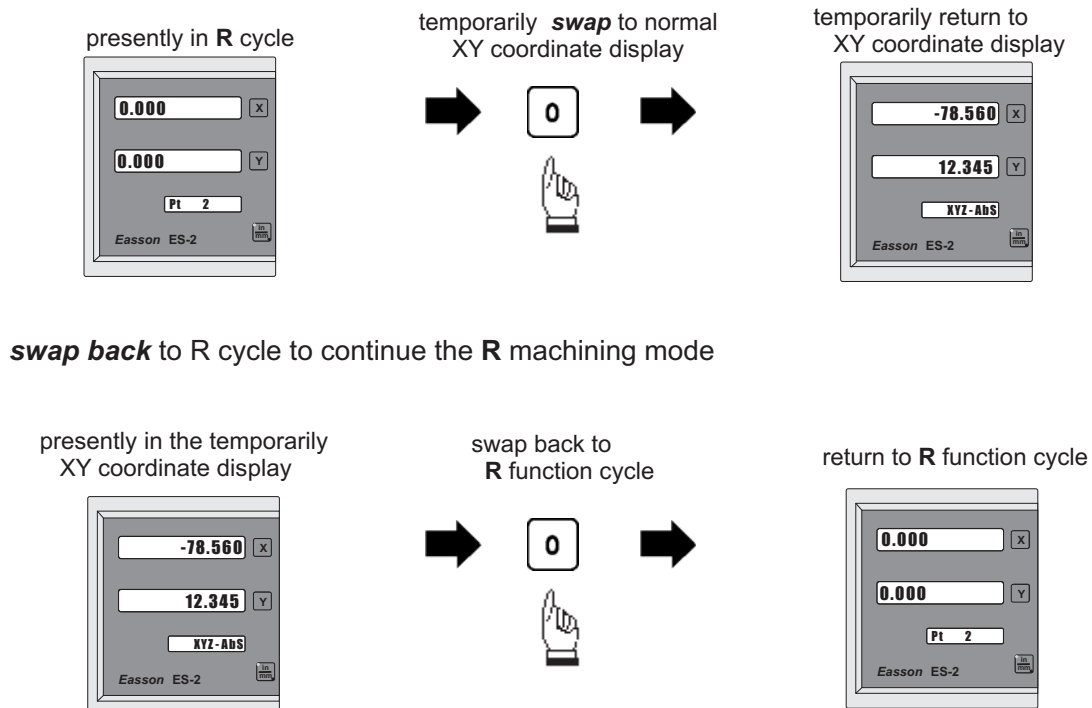 presently in R cycle
0.000 X
0.000 Y
Pt 2
in
mm
Easson ES-2
temporarily swap to normal
XY coordinate display
0
temporarily return to
XY coordinate display
-78.560 X
12.345 Y
XYZ-AbS
in
mm
Easson ES-2
swap back to R cycle to continue the R machining mode
presently in the temporarily
XY coordinate display
-78.560 X
12.345 Y
XYZ-AbS
in
mm
Easson ES-2
swap back to
R function cycle
0
return to R function cycle
0.000 X
0.000 Y
Pt 2
in
mm
Easson ES-2